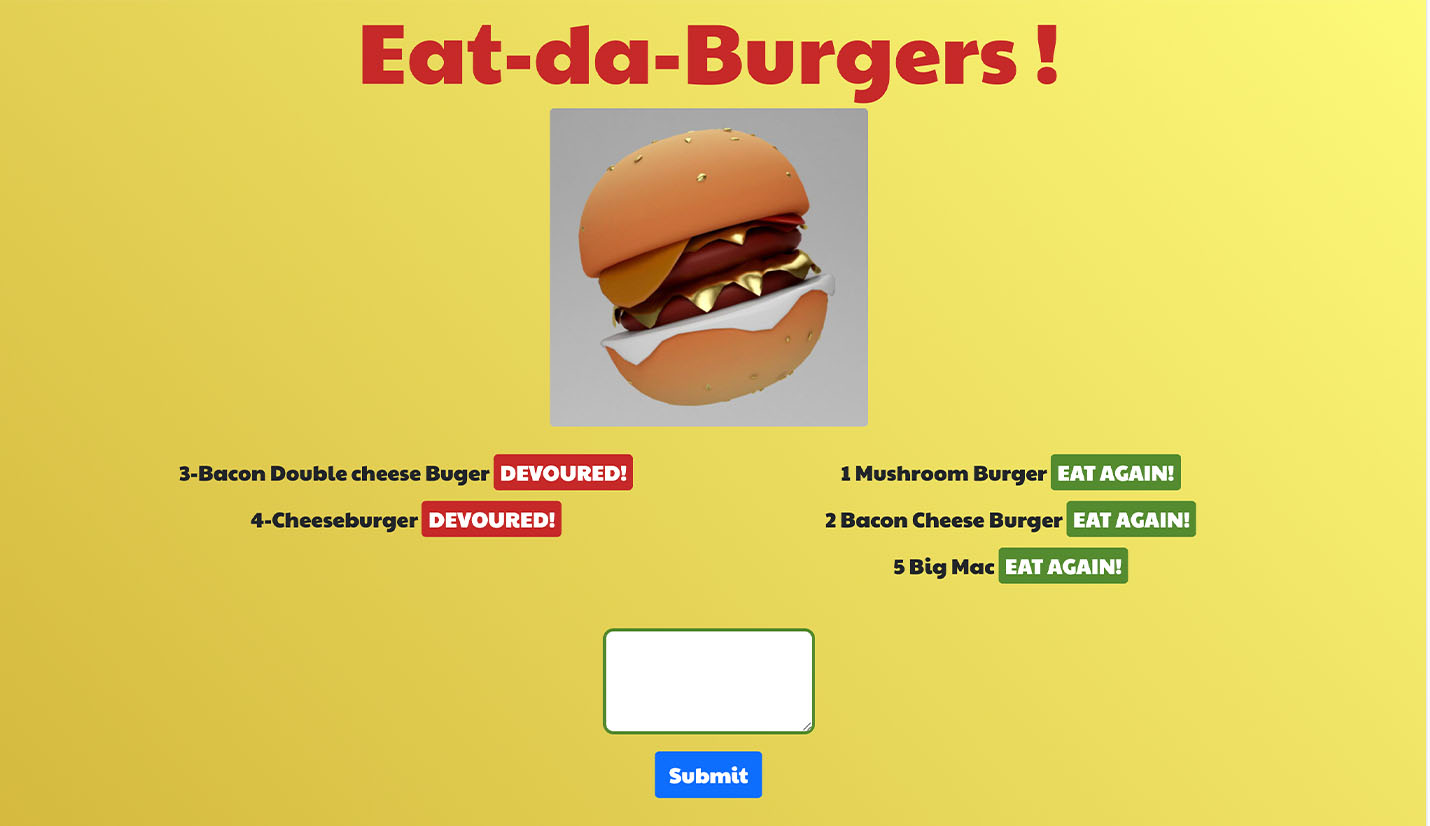 Eat-da-Burgers !
3-Bacon Double cheese Buger DEVOURED!
4-Cheeseburger DEVOURED!
1 Mushroom Burger EAT AGAIN!
2 Bacon Cheese Burger EAT AGAIN!
5 Big Mac EAT AGAIN!
Submit